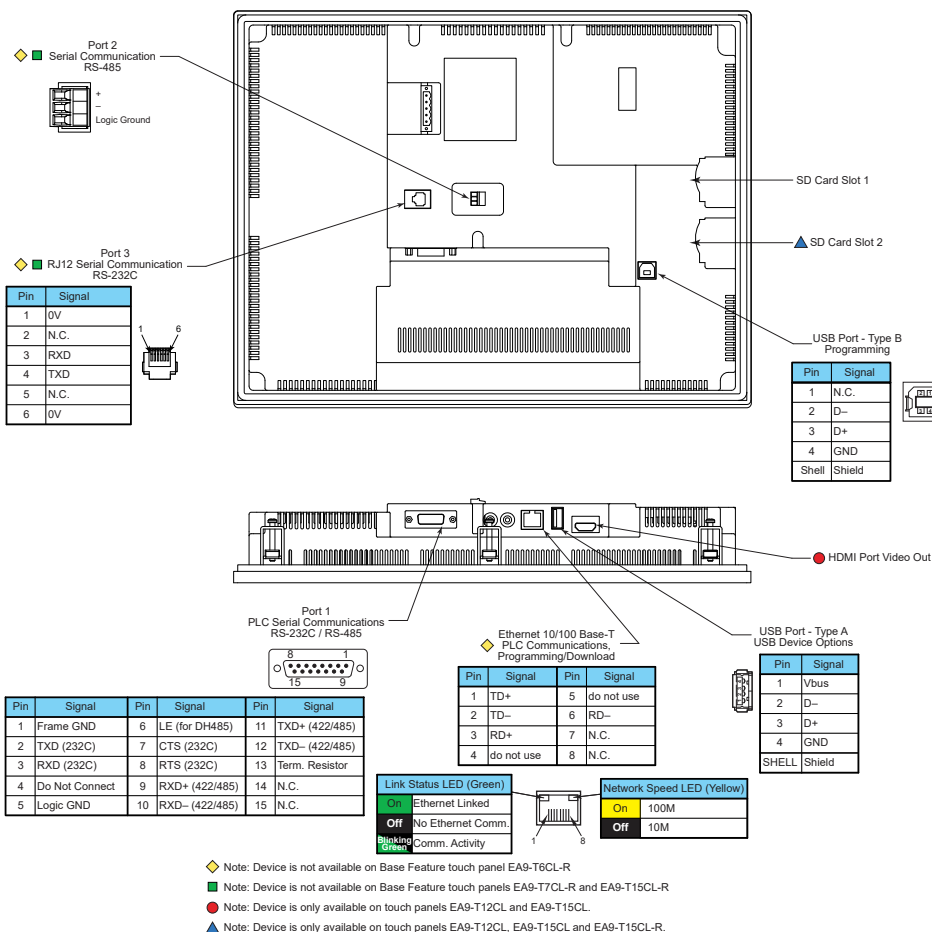 Port 2
Serial Communication
RS-485
+
–
Logic Ground
SD Card Slot 1
SD Card Slot 2
Port 3
RJ12 Serial Communication
RS-232C
Pin Signal
1 0V
2 N.C.
3 RXD
4 TXD
5 N.C.
6 0V
1 6
USB Port - Type B
Programming
Pin Signal
1 N.C.
2 D–
3 D+
4 GND
Shell Shield
2 1
3 4
HDMI Port Video Out
Port 1
PLC Serial Communications
RS-232C / RS-485
8 1
15 9
Ethernet 10/100 Base-T
PLC Communications,
Programming/Download
USB Port - Type A
USB Device Options
Pin Signal
1 Vbus
2 D–
3 D+
4 GND
SHELL Shield
Pin Signal Pin Signal
1 TD+ 5 do not use
2 TD– 6 RD–
3 RD+ 7 N.C.
4 do not use 8 N.C.
Pin Signal Pin Signal Pin Signal
1 Frame GND 6 LE (for DH485) 11 TXD+ (422/485)
2 TXD (232C) 7 CTS (232C) 12 TXD– (422/485)
3 RXD (232C) 8 RTS (232C) 13 Term. Resistor
4 Do Not Connect 9 RXD+ (422/485) 14 N.C.
5 Logic GND 10 RXD– (422/485) 15 N.C.
Link Status LED (Green)
On Ethernet Linked
Off No Ethernet Comm.
Blinking Green Comm. Activity
1 8
Network Speed LED (Yellow)
On 100M
Off 10M
Note: Device is not available on Base Feature touch panel EA9-T6CL-R
Note: Device is not available on Base Feature touch panels EA9-T7CL-R and EA9-T15CL-R
Note: Device is only available on touch panels EA9-T12CL and EA9-T15CL.
Note: Device is only available on touch panels EA9-T12CL, EA9-T15CL and EA9-T15CL-R.